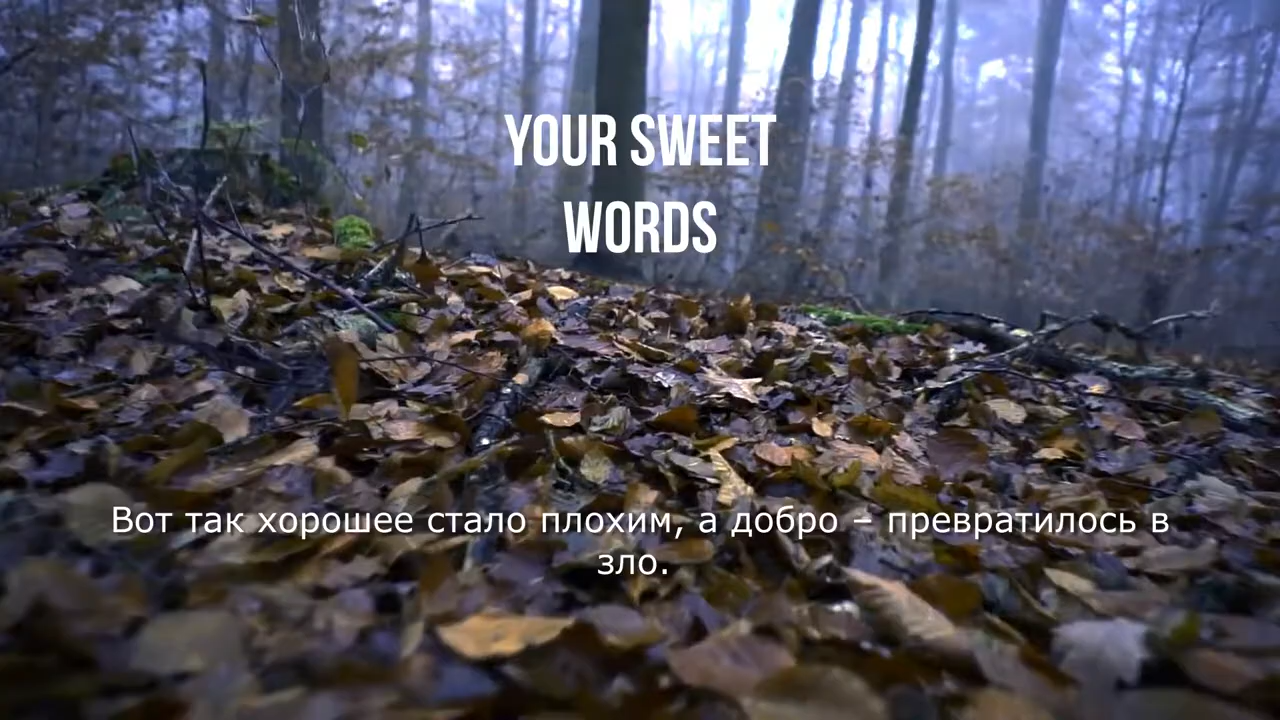 YOUR SWEET
WORDS
Вот так хорошее стало плохим, а добро – превратилось в
зло.